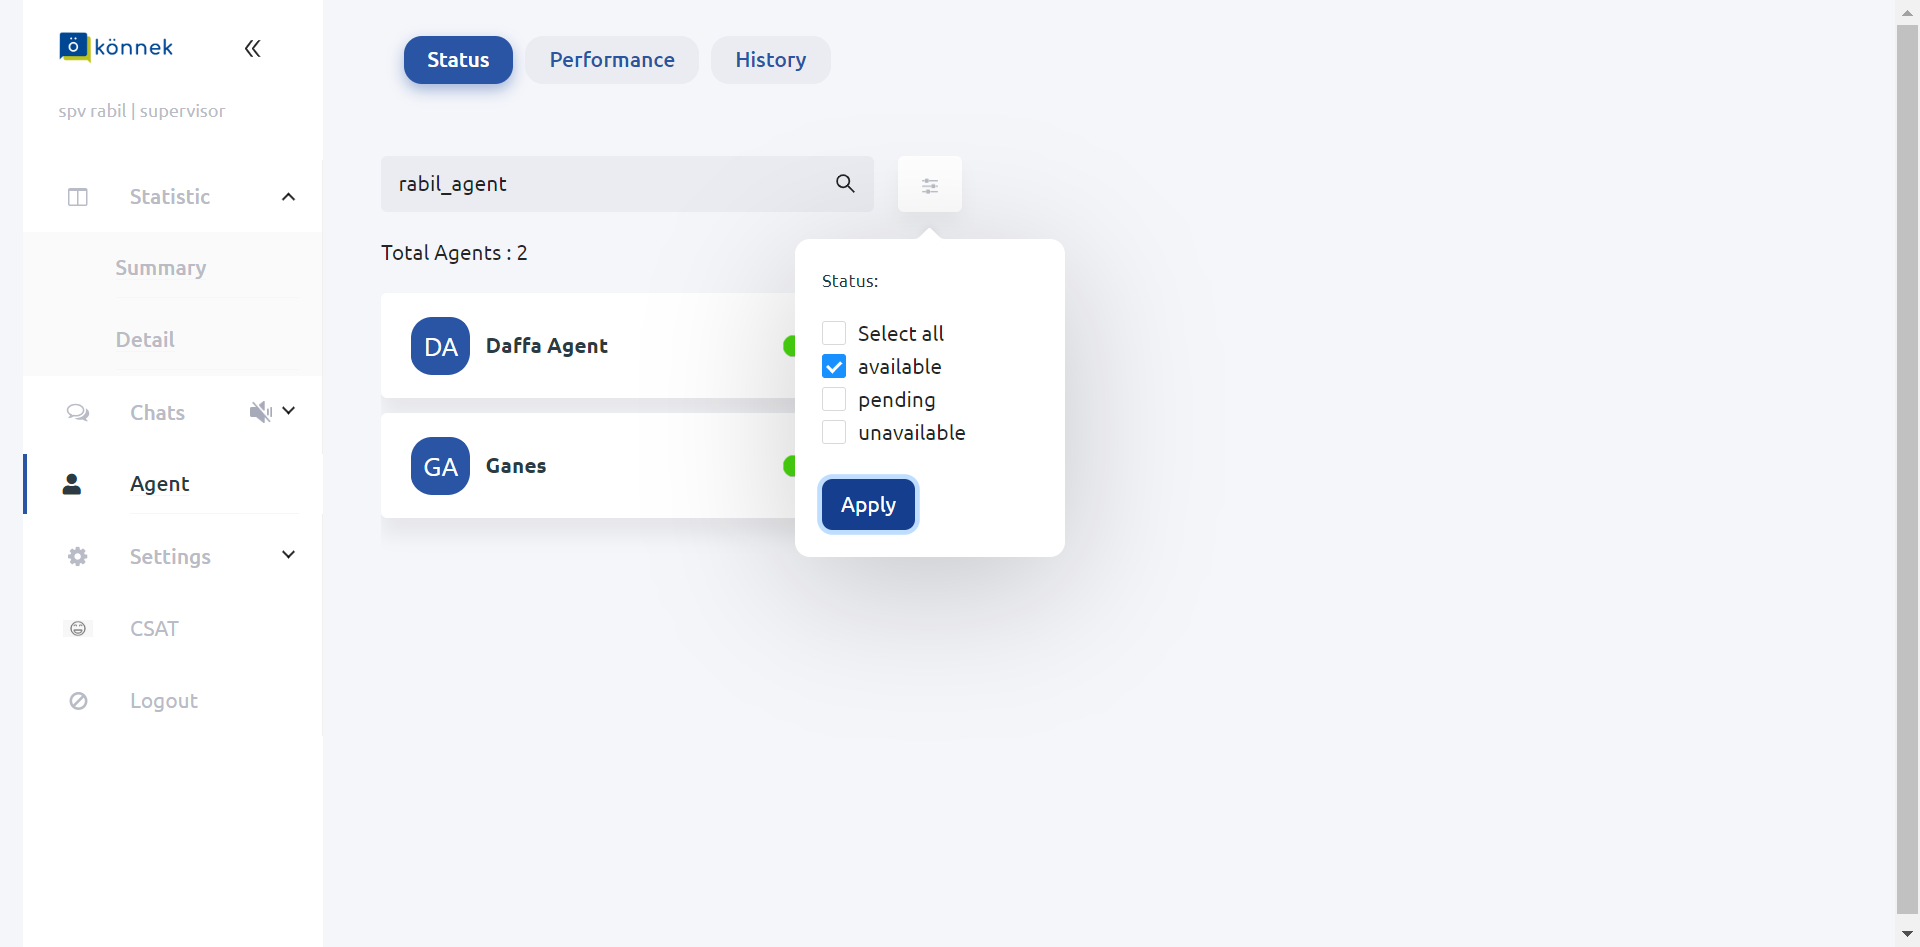 ö könnek
spv rabil | supervisor
Statistic
Summary
Detail
Chats
Agent
Settings
CSAT
Logout
Status
Performance
History
rabil_agent
Total Agents : 2
DA
Daffa Agent
GA
Ganes
Status:
Select all
available
pending
unavailable
Apply